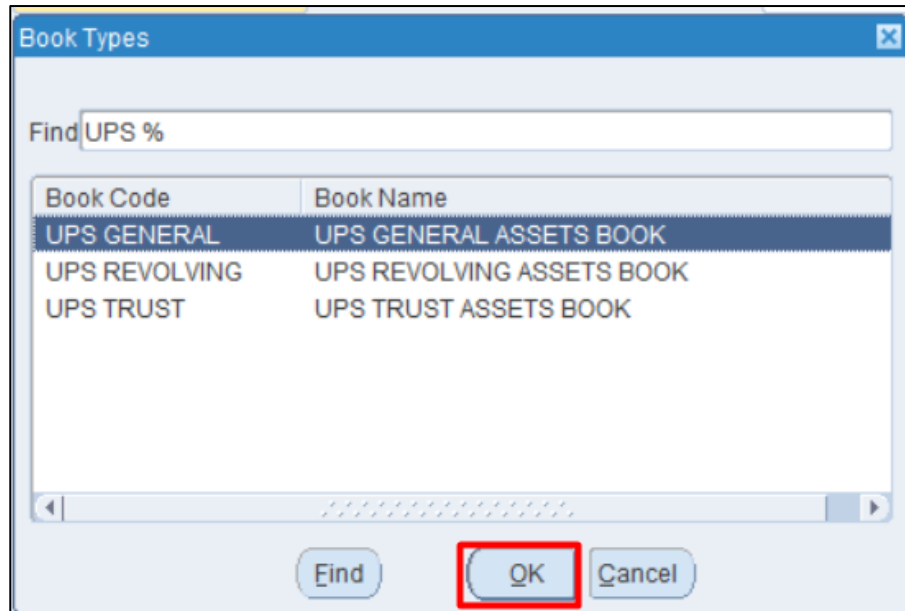 Book Types
Find UPS %
Book Code Book Name
UPS GENERAL UPS GENERAL ASSETS BOOK
UPS REVOLVING UPS REVOLVING ASSETS BOOK
UPS TRUST UPS TRUST ASSETS BOOK
Find OK Cancel